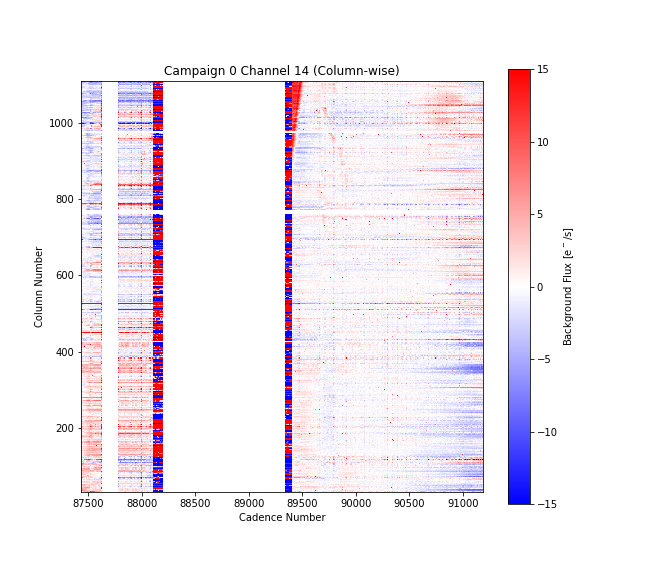 Campaign 0 Channel 14 (Column-wise)
Column Number
1000
800
600
400
200
87500 88000 88500 89000 89500 90000 90500 91000
Cadence Number
15
10
5
0
−5
−10
−15
Background Flux [e⁻/s]